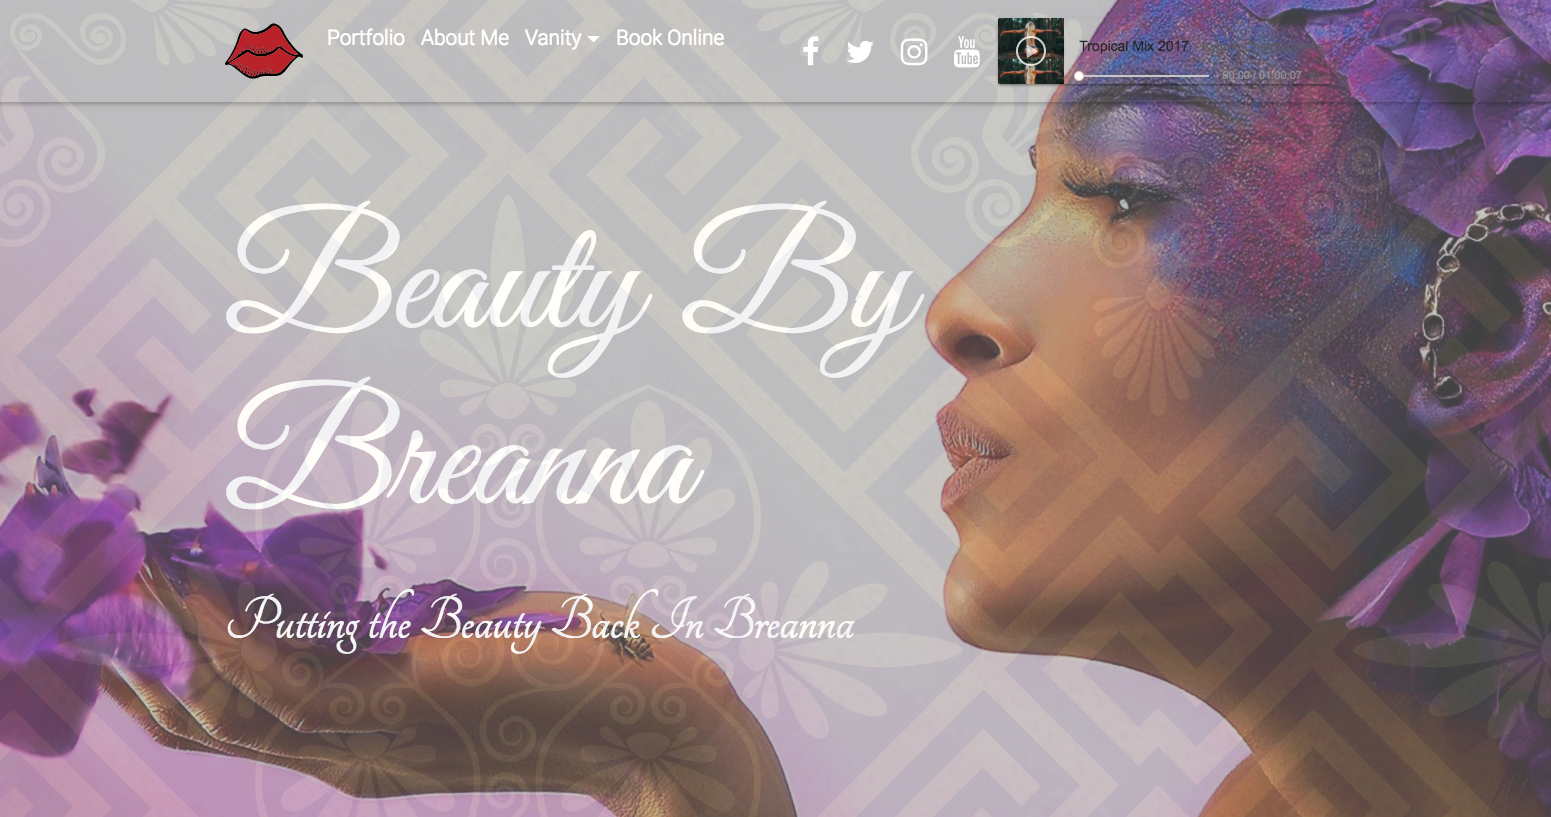 Portfolio About Me Vanity Book Online
You
Tube
Tropical Mix 2017
00:00 / 01:00:07
Beauty By
Breanna
Putting the Beauty Back In Breanna